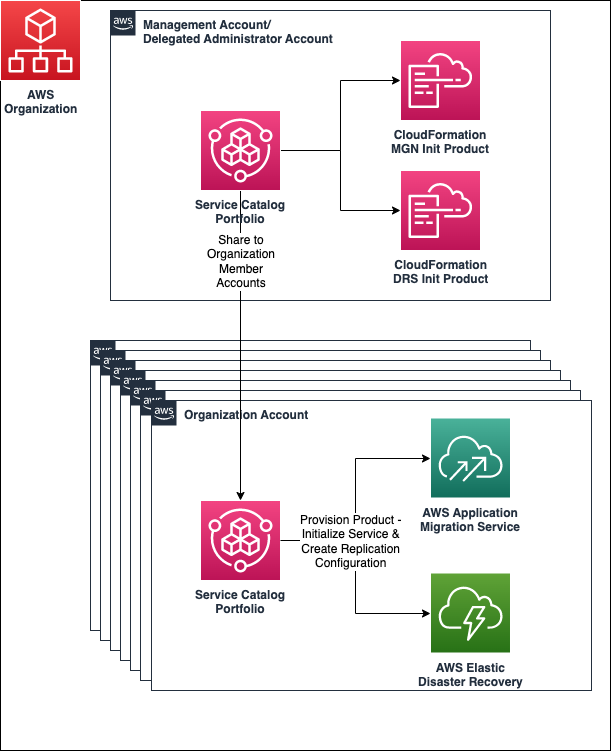 aws
Management Account/
Delegated Administrator Account
AWS
Organization
CloudFormation
MGN Init Product
Service Catalog
Portfolio
Share to
Organization
Member
Accounts
CloudFormation
DRS Init Product
aws
aws
aws
aws
aws
aws
aws
Organization Account
AWS Application
Migration Service
Provision Product -
Initialize Service &
Create Replication
Configuration
Service Catalog
Portfolio
AWS Elastic
Disaster Recovery